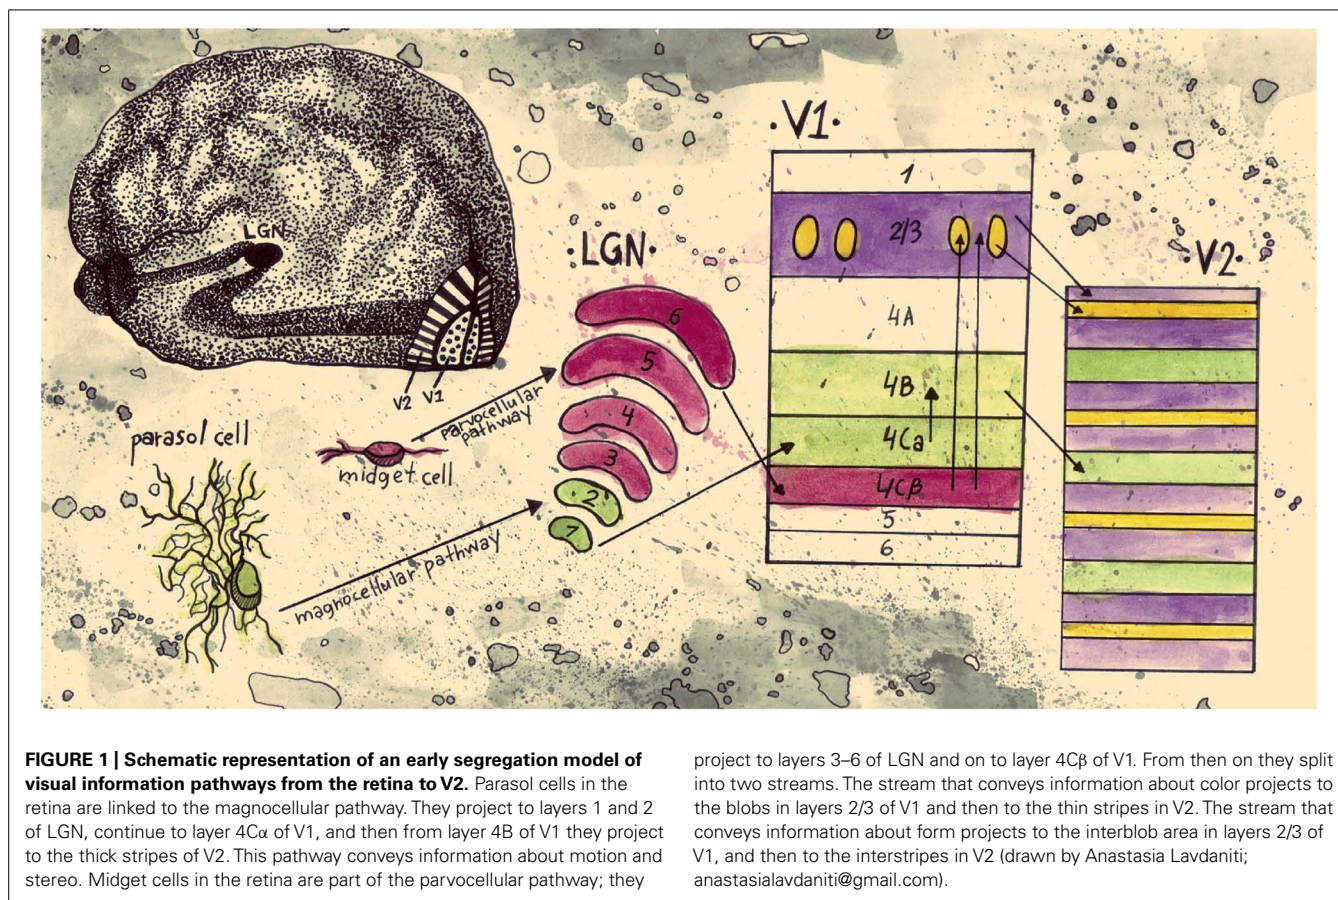 ·V1·
1
2/3
4A
4B
4Ca
4Cβ
5
6
LGN
V2 V1
·LGN·
6
5
4
3
2
1
·V2·
parvocellular
pathway
midget cell
parasol cell
magnocellular pathway
FIGURE 1 | Schematic representation of an early segregation model of
visual information pathways from the retina to V2. Parasol cells in the
retina are linked to the magnocellular pathway. They project to layers 1 and 2
of LGN, continue to layer 4Cα of V1, and then from layer 4B of V1 they project
to the thick stripes of V2. This pathway conveys information about motion and
stereo. Midget cells in the retina are part of the parvocellular pathway; they
project to layers 3–6 of LGN and on to layer 4Cβ of V1. From then on they split
into two streams. The stream that conveys information about color projects to
the blobs in layers 2/3 of V1 and then to the thin stripes in V2. The stream that
conveys information about form projects to the interblob area in layers 2/3 of
V1, and then to the interstripes in V2 (drawn by Anastasia Lavdaniti;
anastasialavdaniti@gmail.com).